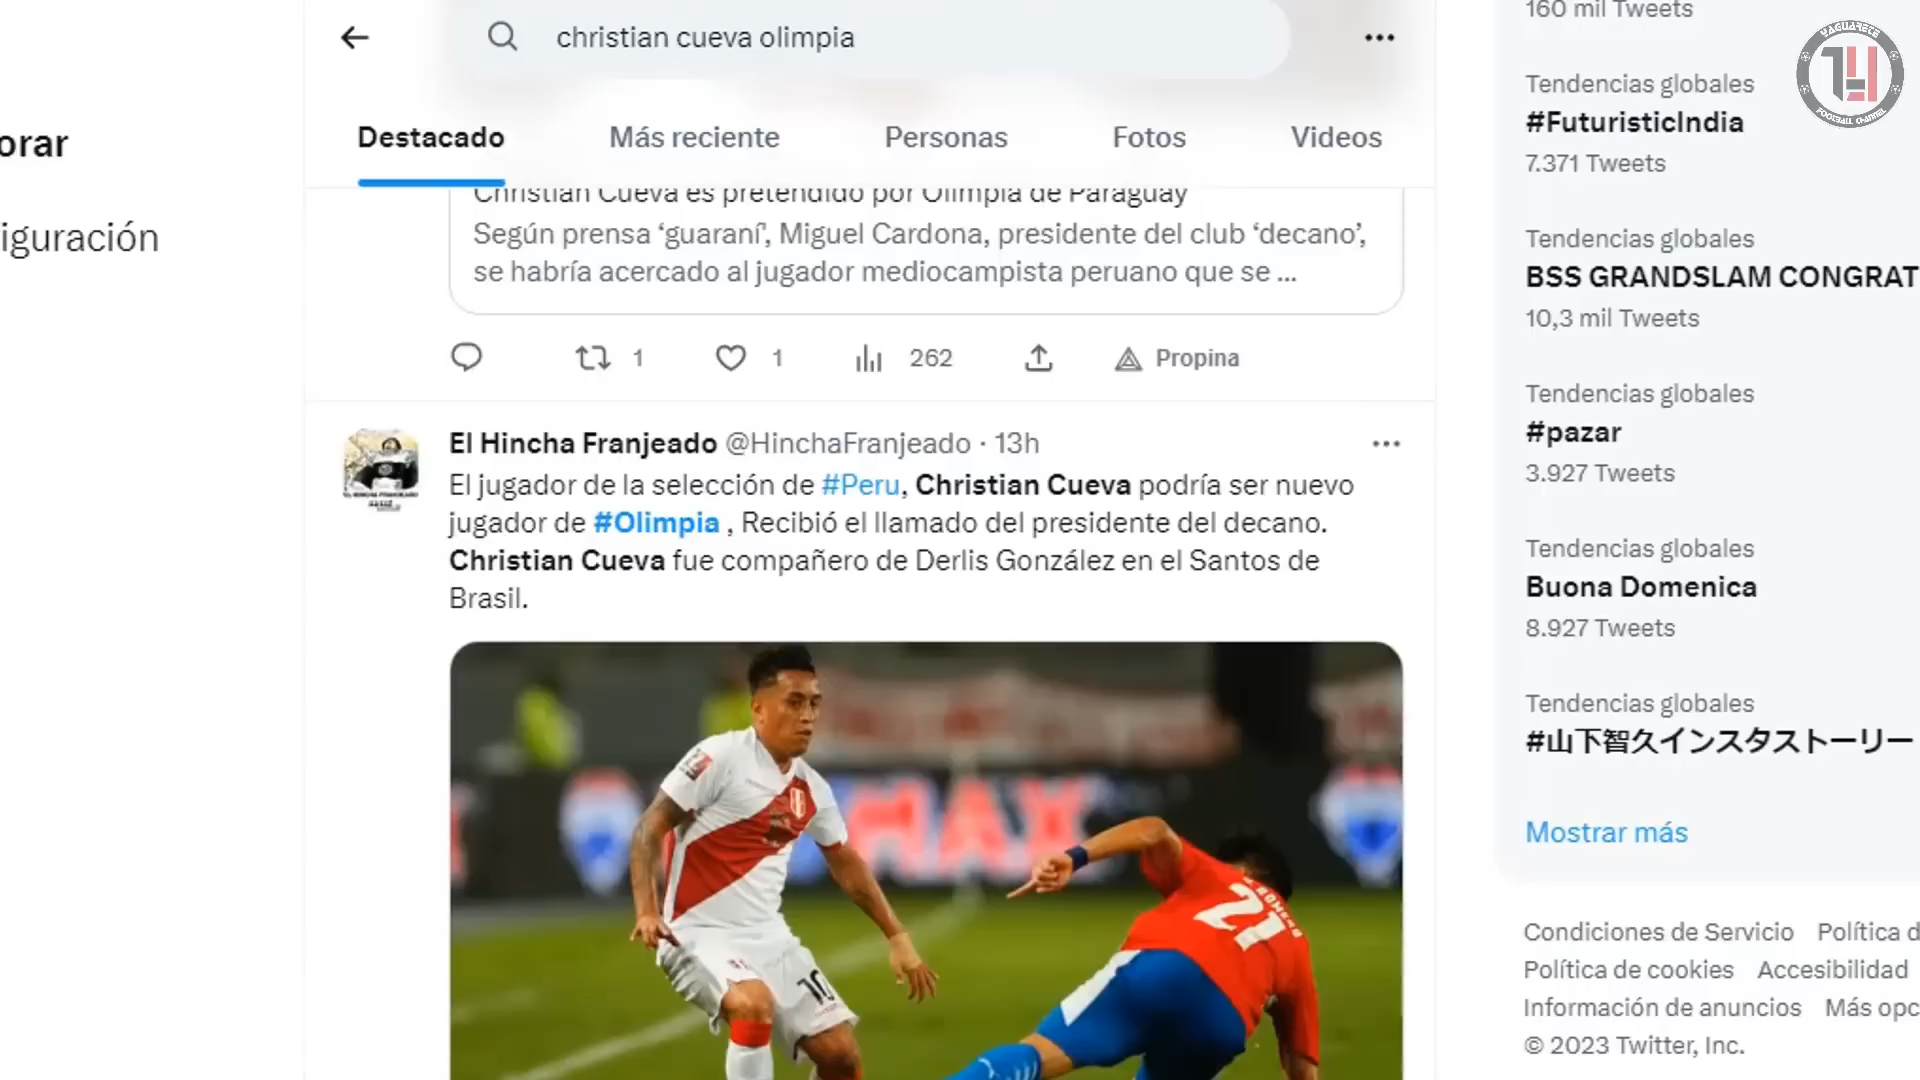 christian cueva olimpia
Destacado
Más reciente
Personas
Fotos
Videos
Christian Cueva es pretendido por Olimpia de Paraguay
Según prensa ‘guaraní’, Miguel Cardona, presidente del club ‘decano’,
se habría acercado al jugador mediocampista peruano que se ...
1
1
262
Propina
El Hincha Franjeado @HinchaFranjeado · 13h
El jugador de la selección de #Peru, Christian Cueva podría ser nuevo
jugador de #Olimpia , Recibió el llamado del presidente del decano.
Christian Cueva fue compañero de Derlis González en el Santos de
Brasil.
10
21
orar
iguración
160 mil Tweets
Tendencias globales
#FuturisticIndia
7.371 Tweets
Tendencias globales
BSS GRANDSLAM CONGRAT
10,3 mil Tweets
Tendencias globales
#pazar
3.927 Tweets
Tendencias globales
Buona Domenica
8.927 Tweets
Tendencias globales
#山下智久インスタストーリー
Mostrar más
Condiciones de Servicio Política d
Política de cookies Accesibilidad
Información de anuncios Más opc
© 2023 Twitter, Inc.
YAGUARETE
FOOTBALL CHANNEL